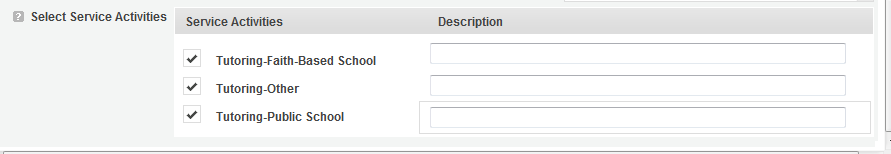 Select Service Activities
Service Activities Description
Tutoring-Faith-Based School
Tutoring-Other
Tutoring-Public School